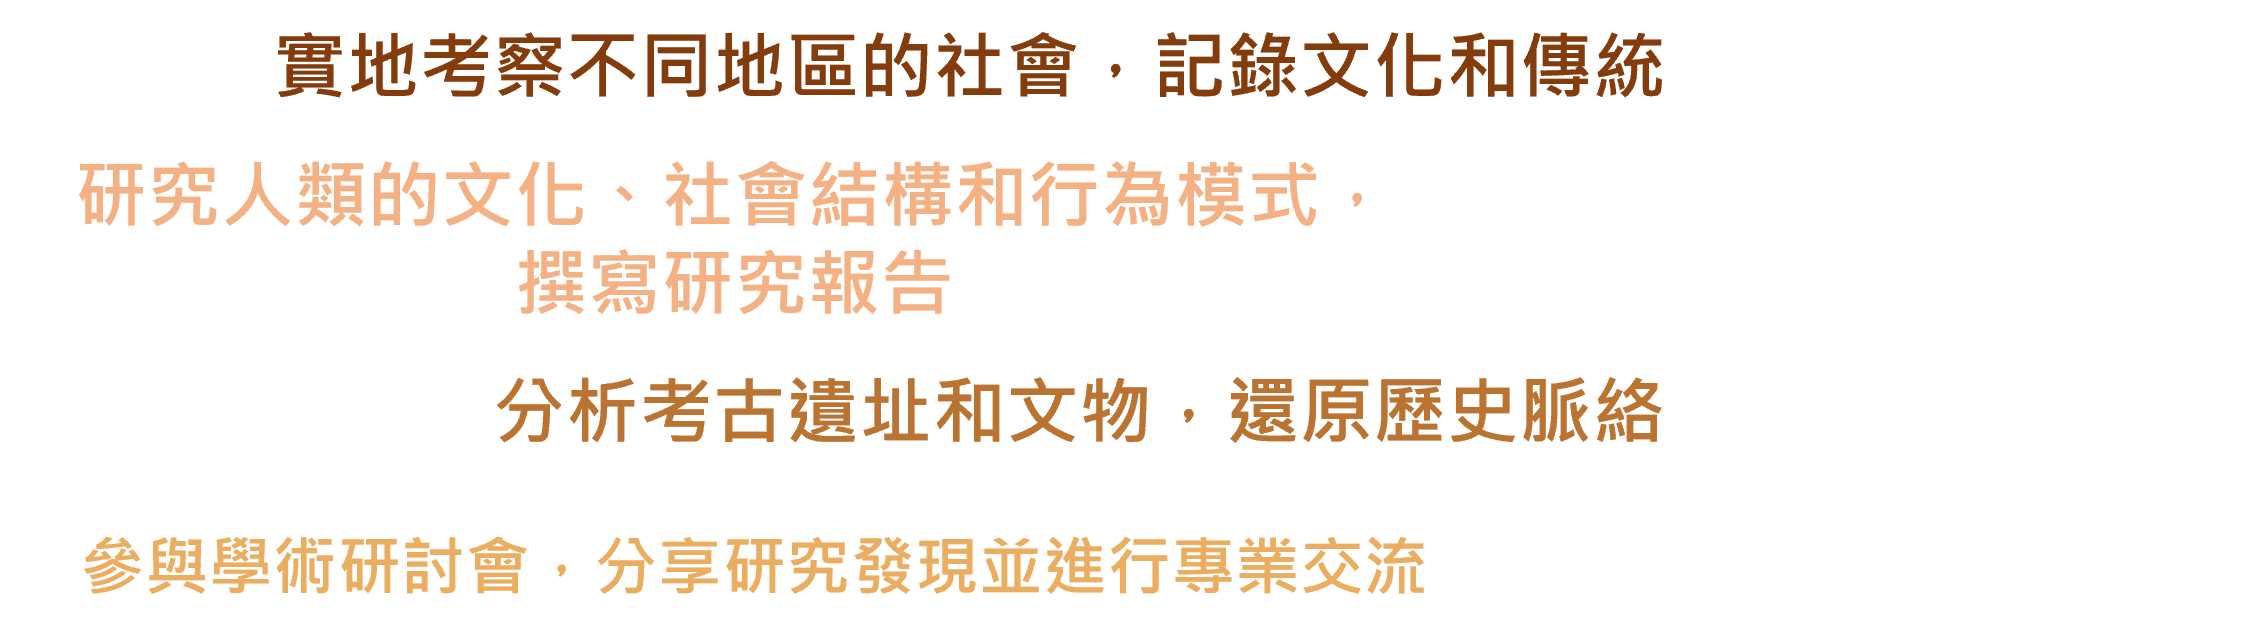 實地考察不同地區的社會，記錄文化和傳統
研究人類的文化、社會結構和行為模式，
撰寫研究報告
分析考古遺址和文物，還原歷史脈絡
參與學術研討會，分享研究發現並進行專業交流